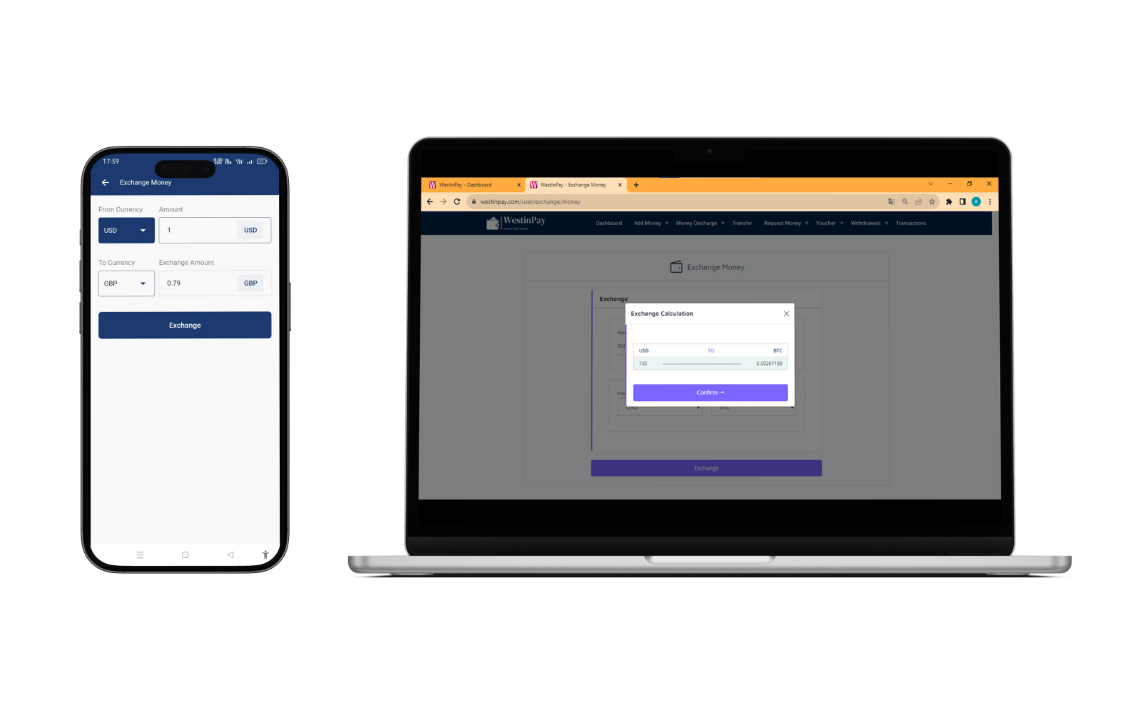 17:59
Exchange Money
From Currency Amount
USD 1 USD
To Currency Exchange Amount
GBP 0.79 GBP
Exchange
WestinPay - Dashboard WestinPay - Exchange Money
westinpay.com/user/exchange/money
WestinPay
Dashboard Add Money + Money Discharge + Transfer Request Money + Voucher + Withdrawals + Transactions
Exchange Money
Exchange
Exchange Calculation
USD TO BTC
100 0.00267159
Confirm →
USD BTC
Exchange